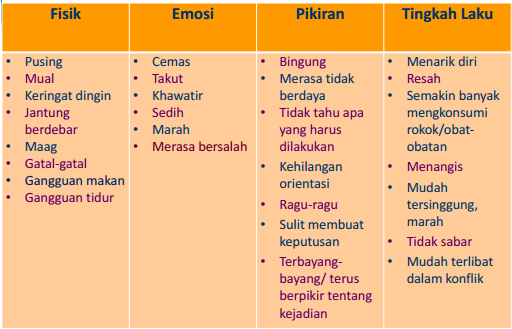 Fisik
Emosi
Pikiran
Tingkah Laku
• Pusing
• Mual
• Keringat dingin
• Jantung
berdebar
• Maag
• Gatal-gatal
• Gangguan makan
• Gangguan tidur
• Cemas
• Takut
• Khawatir
• Sedih
• Marah
• Merasa bersalah
• Bingung
• Merasa tidak
berdaya
• Tidak tahu apa
yang harus
dilakukan
• Kehilangan
orientasi
• Ragu-ragu
• Sulit membuat
keputusan
• Terbayang-
bayang/ terus
berpikir tentang
kejadian
• Menarik diri
• Resah
• Semakin banyak
mengkonsumi
rokok/obat-
obatan
• Menangis
• Mudah
tersinggung,
marah
• Tidak sabar
• Mudah terlibat
dalam konflik